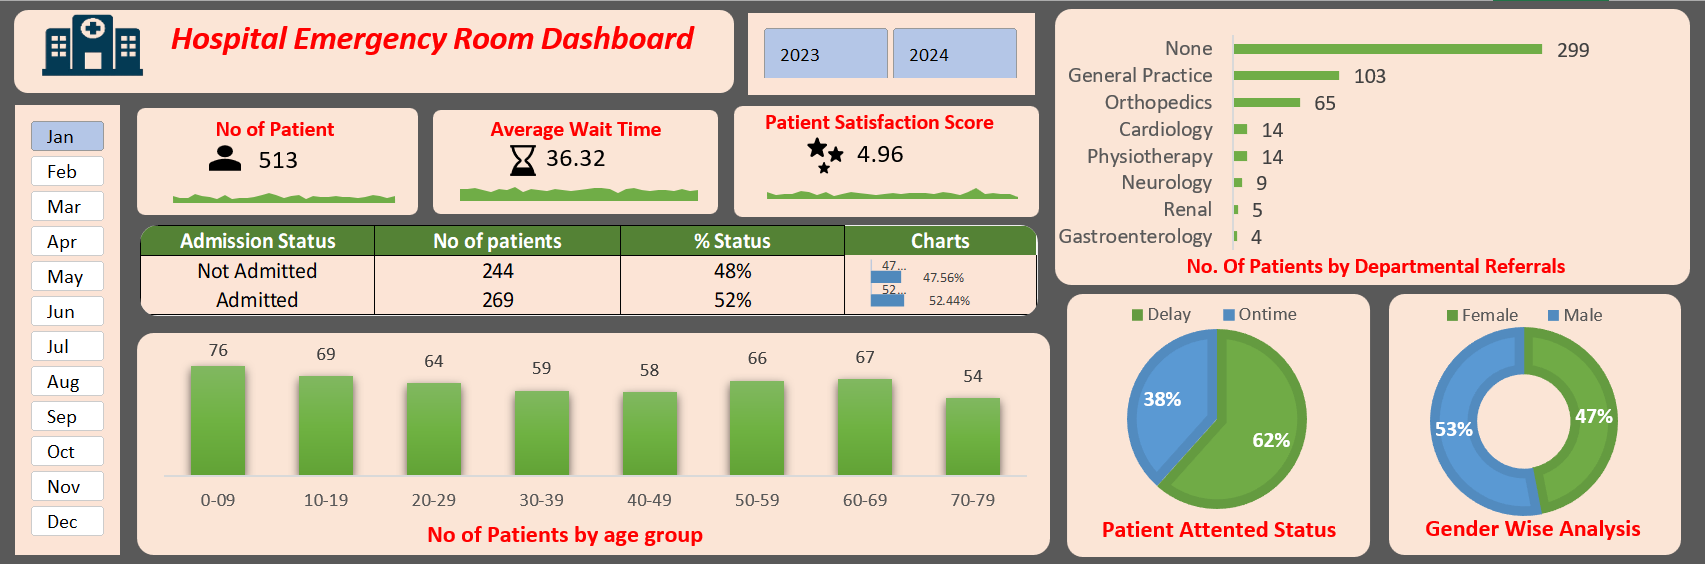 Hospital Emergency Room Dashboard
2023 2024
Jan
Feb
Mar
Apr
May
Jun
Jul
Aug
Sep
Oct
Nov
Dec
No of Patient
513
Average Wait Time
36.32
Patient Satisfaction Score
4.96
Admission Status No of patients % Status Charts
Not Admitted 244 48% 47... 47.56%
Admitted 269 52% 52... 52.44%
76 69 64 59 58 66 67 54
0-09 10-19 20-29 30-39 40-49 50-59 60-69 70-79
No of Patients by age group
None 299
General Practice 103
Orthopedics 65
Cardiology 14
Physiotherapy 14
Neurology 9
Renal 5
Gastroenterology 4
No. Of Patients by Departmental Referrals
Delay Ontime
38%
62%
Patient Attented Status
Female Male
53% 47%
Gender Wise Analysis